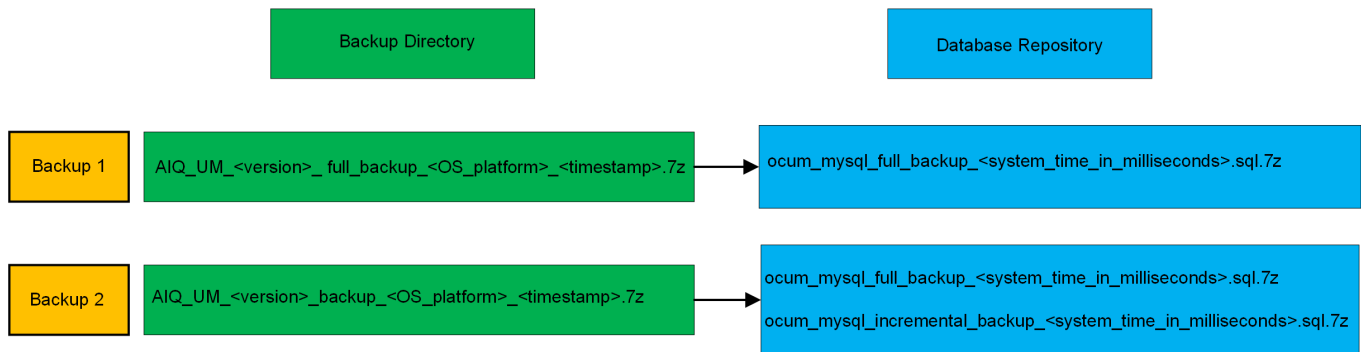 Backup Directory
Database Repository
Backup 1
AIQ_UM_<version>_ full_backup_<OS_platform>_<timestamp>.7z
ocum_mysql_full_backup_<system_time_in_milliseconds>.sql.7z
Backup 2
AIQ_UM_<version>_backup_<OS_platform>_<timestamp>.7z
ocum_mysql_full_backup_<system_time_in_milliseconds>.sql.7z
ocum_mysql_incremental_backup_<system_time_in_milliseconds>.sql.7z